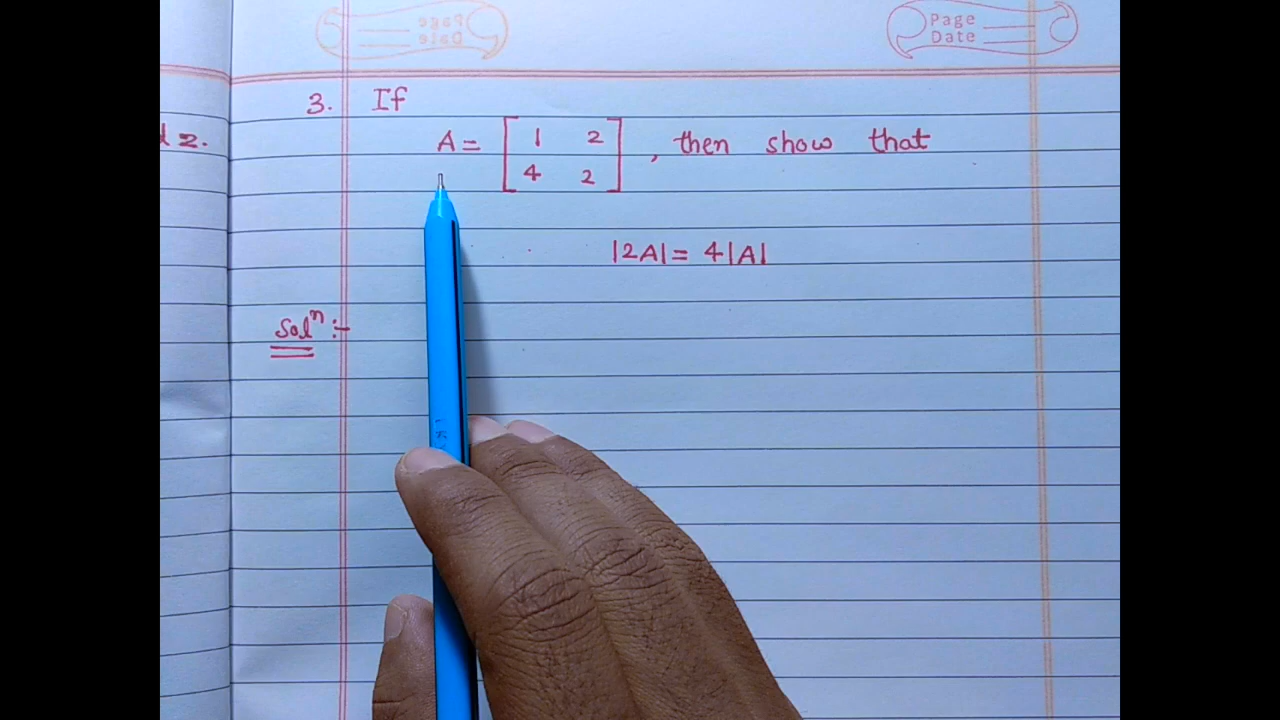 Page
Date
3. If
A = [ 1 2
4 2 ] , then show that
|2A| = 4|A|
Solⁿ :-
z.